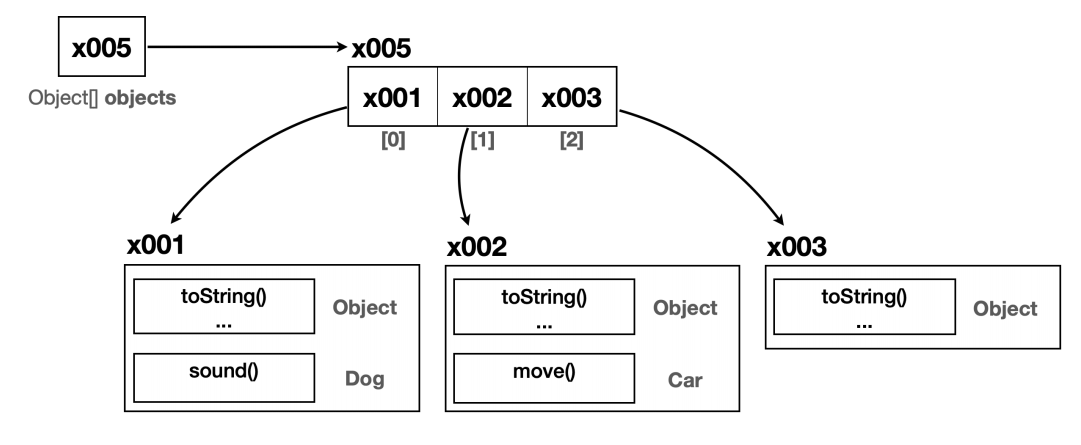 x005
x005
Object[] objects
x001 x002 x003
[0] [1] [2]
x001
toString()
...
Object
sound()
Dog
x002
toString()
...
Object
move()
Car
x003
toString()
...
Object